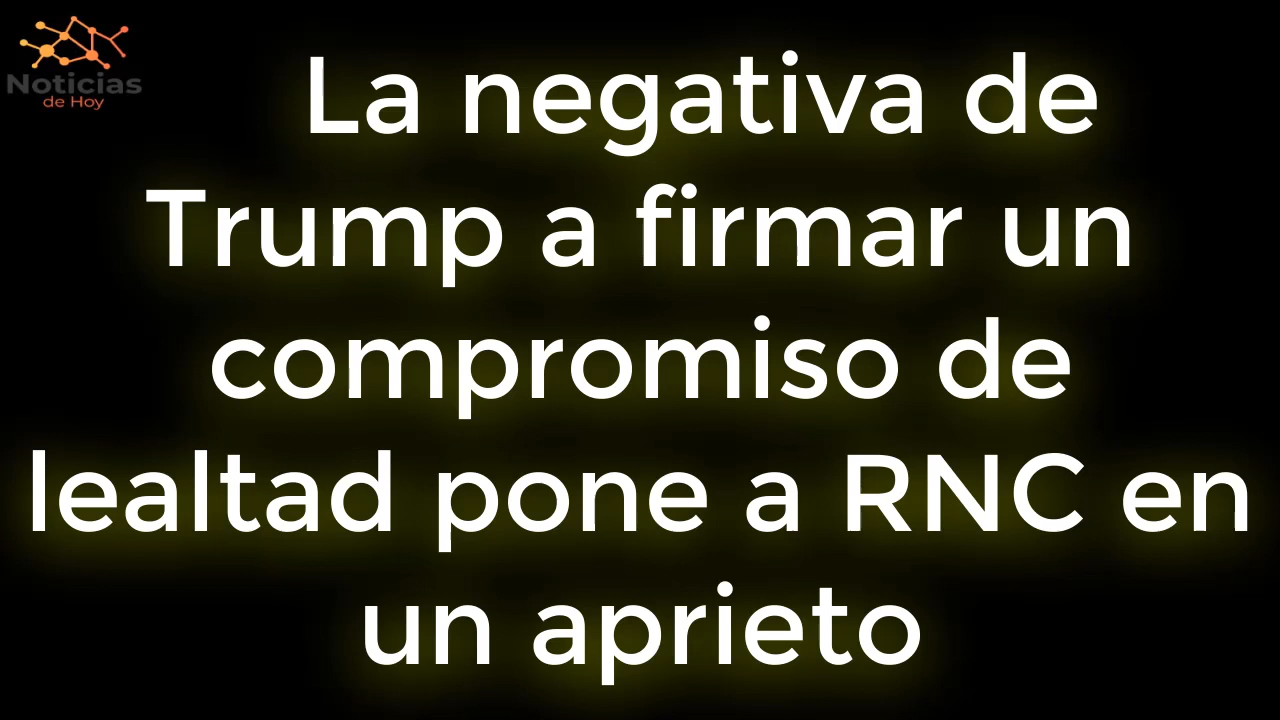 Noticias
de Hoy
La negativa de
Trump a firmar un
compromiso de
lealtad pone a RNC en
un aprieto